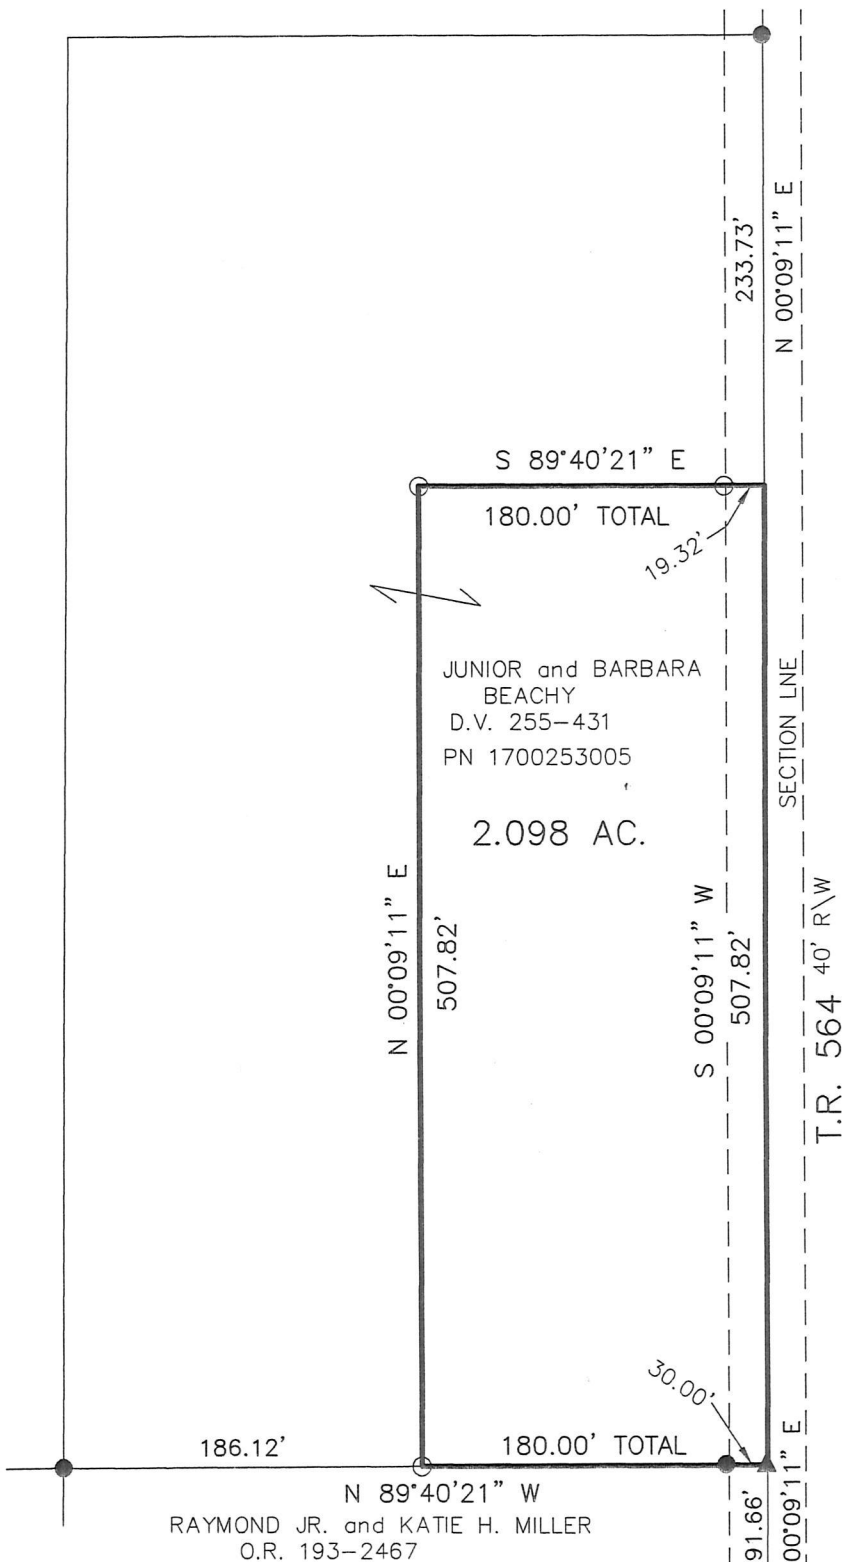 233.73'
N 00°09'11" E
S 89°40'21" E
180.00' TOTAL
19.32'
JUNIOR and BARBARA
BEACHY
D.V. 255-431
PN 1700253005
2.098 AC.
SECTION LNE
N 00°09'11" E
507.82'
S 00°09'11" W
507.82'
T.R. 564 40' R\W
30.00'
186.12'
180.00' TOTAL
N 89°40'21" W
RAYMOND JR. and KATIE H. MILLER
O.R. 193-2467
91.66'
00°09'11" E